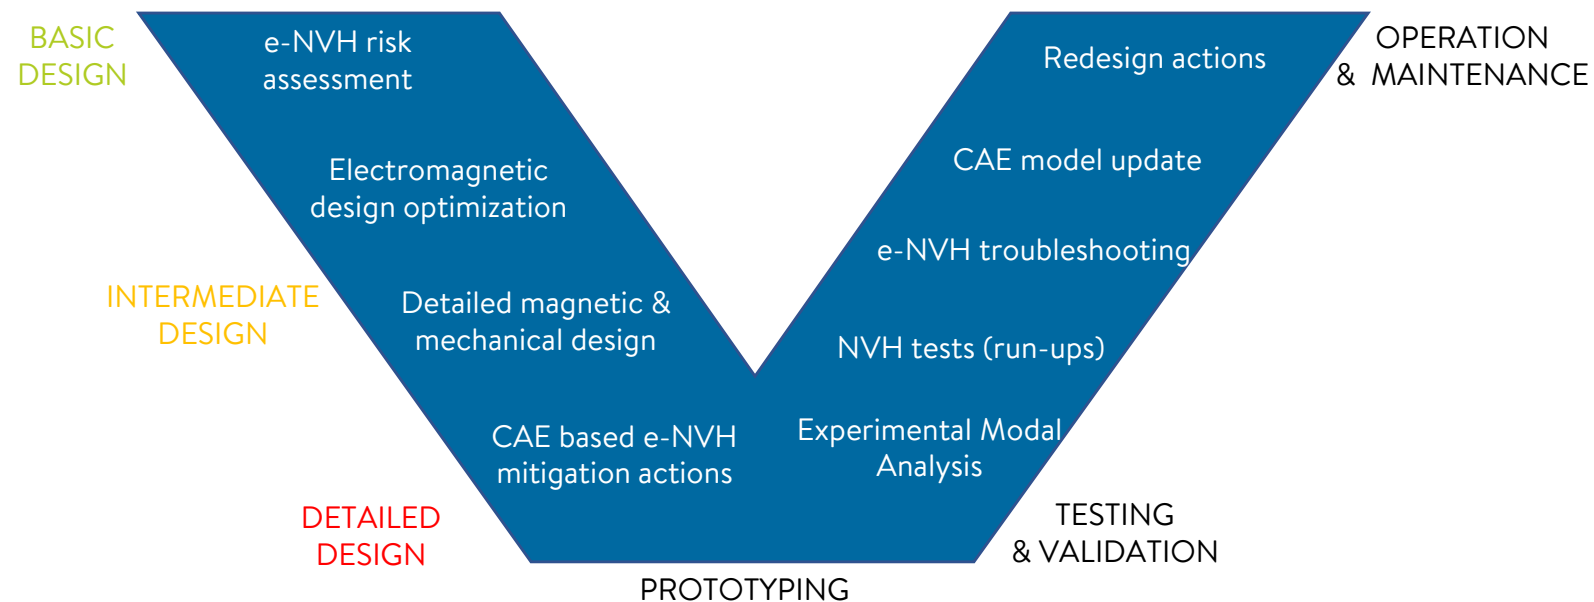 BASIC
DESIGN
e-NVH risk
assessment
Electromagnetic
design optimization
INTERMEDIATE
DESIGN
Detailed magnetic &
mechanical design
CAE based e-NVH
mitigation actions
DETAILED
DESIGN
PROTOTYPING
TESTING
& VALIDATION
Experimental Modal
Analysis
NVH tests (run-ups)
e-NVH troubleshooting
CAE model update
Redesign actions
OPERATION
& MAINTENANCE